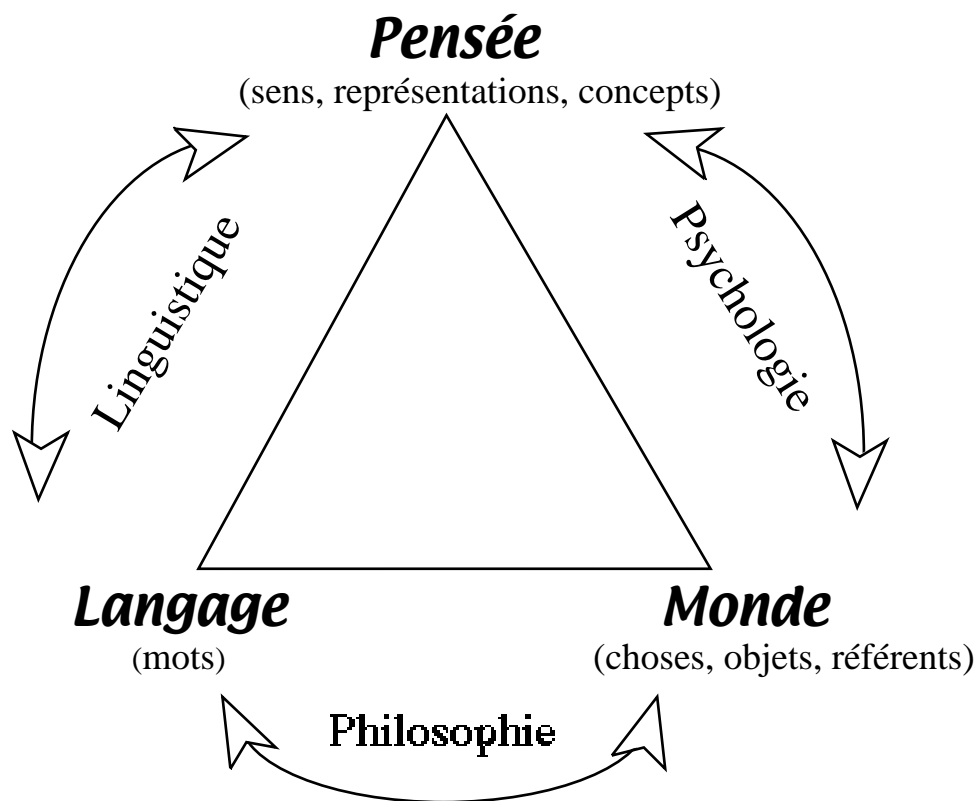 Pensée
(sens, représentations, concepts)
Linguistique
Psychologie
Langage
(mots)
Monde
(choses, objets, référents)
Philosophie